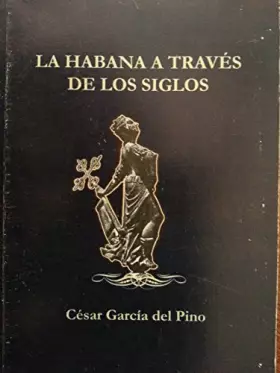 LA HABANA A TRAVÉS
DE LOS SIGLOS
César García del Pino